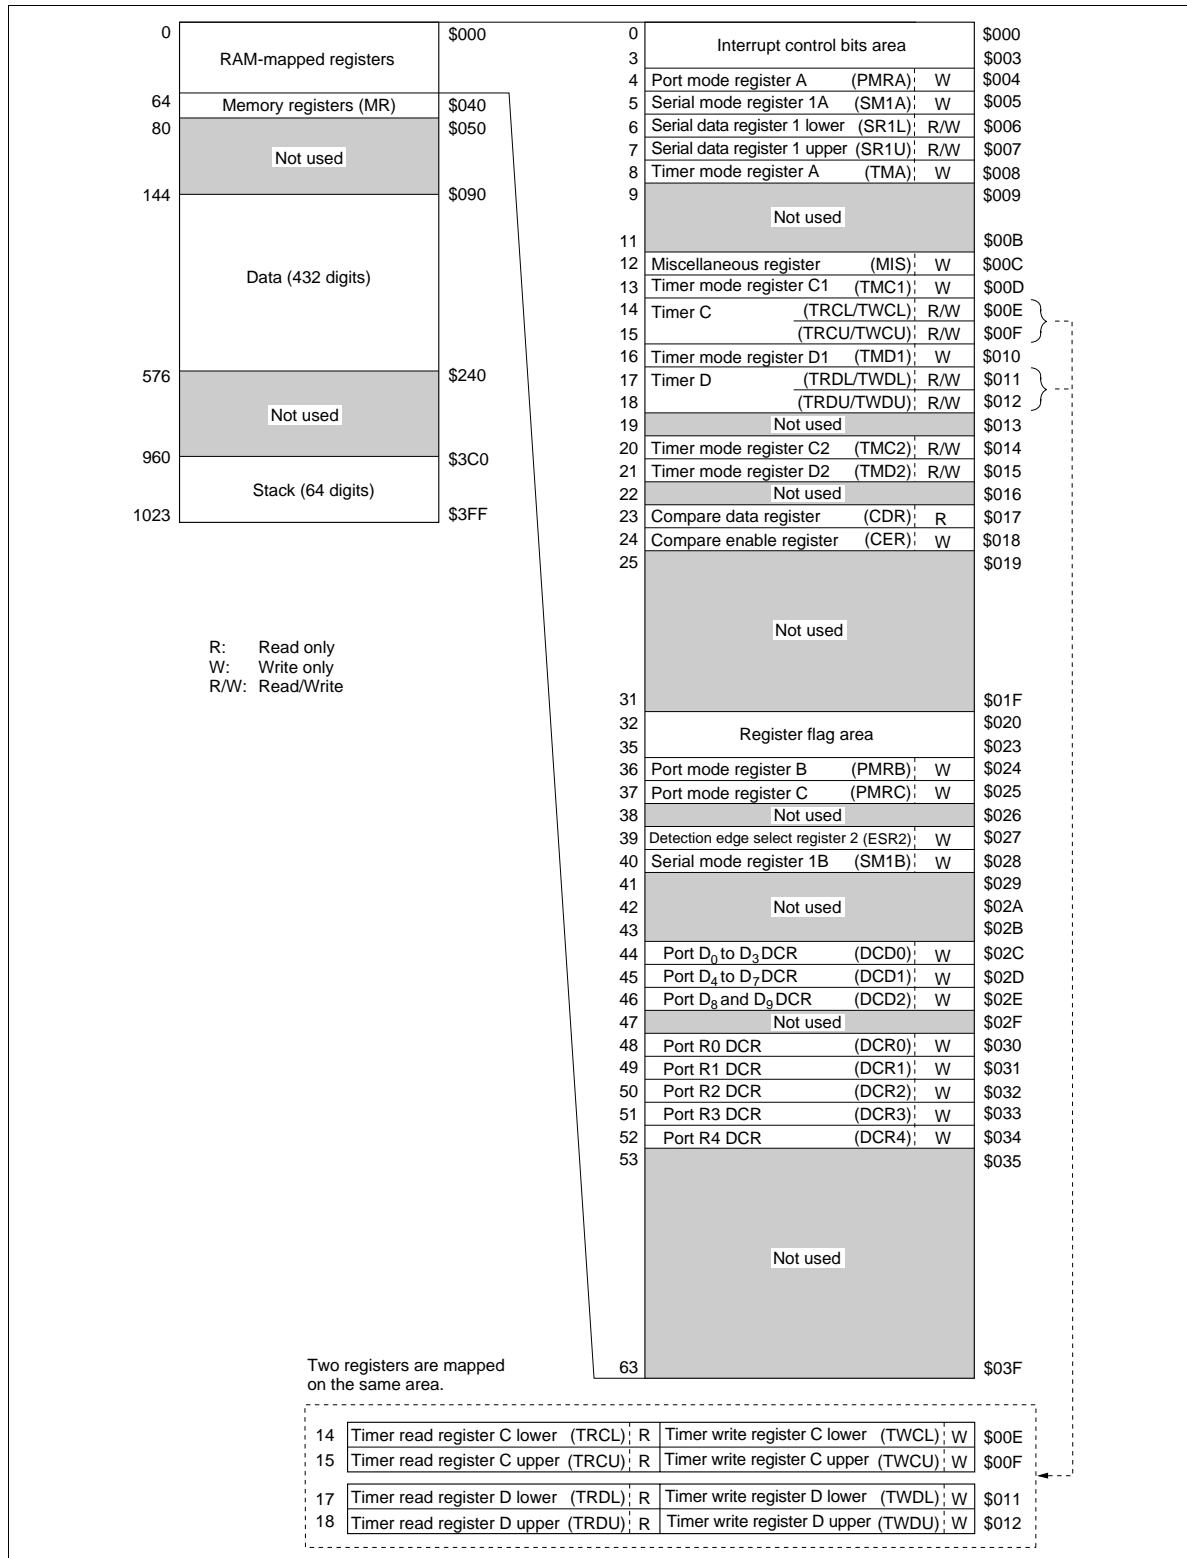 0 RAM-mapped registers $000
64 Memory registers (MR) $040
80 Not used $050
144 $090
Data (432 digits)
576 $240
Not used
960 $3C0
Stack (64 digits)
1023 $3FF
R: Read only
W: Write only
R/W: Read/Write
0 Interrupt control bits area $000
3 $003
4 Port mode register A (PMRA) W $004
5 Serial mode register 1A (SM1A) W $005
6 Serial data register 1 lower (SR1L) R/W $006
7 Serial data register 1 upper (SR1U) R/W $007
8 Timer mode register A (TMA) W $008
9 $009
Not used
11 $00B
12 Miscellaneous register (MIS) W $00C
13 Timer mode register C1 (TMC1) W $00D
14 Timer C (TRCL/TWCL) R/W $00E
15 (TRCU/TWCU) R/W $00F
16 Timer mode register D1 (TMD1) W $010
17 Timer D (TRDL/TWDL) R/W $011
18 (TRDU/TWDU) R/W $012
19 Not used $013
20 Timer mode register C2 (TMC2) R/W $014
21 Timer mode register D2 (TMD2) R/W $015
22 Not used $016
23 Compare data register (CDR) R $017
24 Compare enable register (CER) W $018
25 $019
Not used
31 $01F
32 Register flag area $020
35 $023
36 Port mode register B (PMRB) W $024
37 Port mode register C (PMRC) W $025
38 Not used $026
39 Detection edge select register 2 (ESR2) W $027
40 Serial mode register 1B (SM1B) W $028
41 $029
42 Not used $02A
43 $02B
44 Port D0 to D3 DCR (DCD0) W $02C
45 Port D4 to D7 DCR (DCD1) W $02D
46 Port D8 and D9 DCR (DCD2) W $02E
47 Not used $02F
48 Port R0 DCR (DCR0) W $030
49 Port R1 DCR (DCR1) W $031
50 Port R2 DCR (DCR2) W $032
51 Port R3 DCR (DCR3) W $033
52 Port R4 DCR (DCR4) W $034
53 $035
Not used
63 $03F
Two registers are mapped
on the same area.
14 Timer read register C lower (TRCL) R Timer write register C lower (TWCL) W $00E
15 Timer read register C upper (TRCU) R Timer write register C upper (TWCU) W $00F
17 Timer read register D lower (TRDL) R Timer write register D lower (TWDL) W $011
18 Timer read register D upper (TRDU) R Timer write register D upper (TWDU) W $012